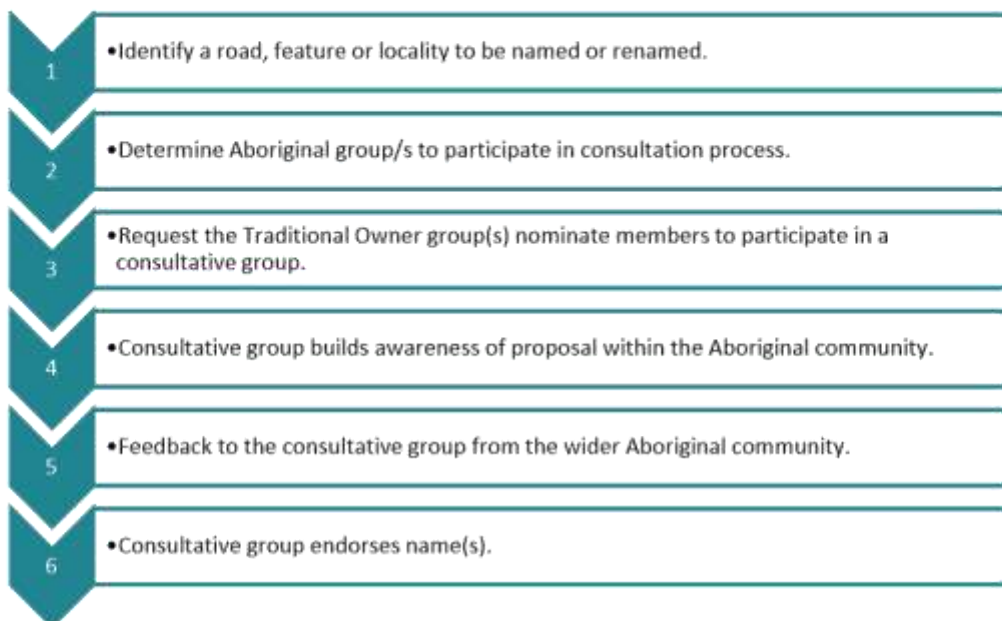 1
•Identify a road, feature or locality to be named or renamed.
2
•Determine Aboriginal group/s to participate in consultation process.
3
•Request the Traditional Owner group(s) nominate members to participate in a
consultative group.
4
•Consultative group builds awareness of proposal within the Aboriginal community.
5
•Feedback to the consultative group from the wider Aboriginal community.
6
•Consultative group endorses name(s).